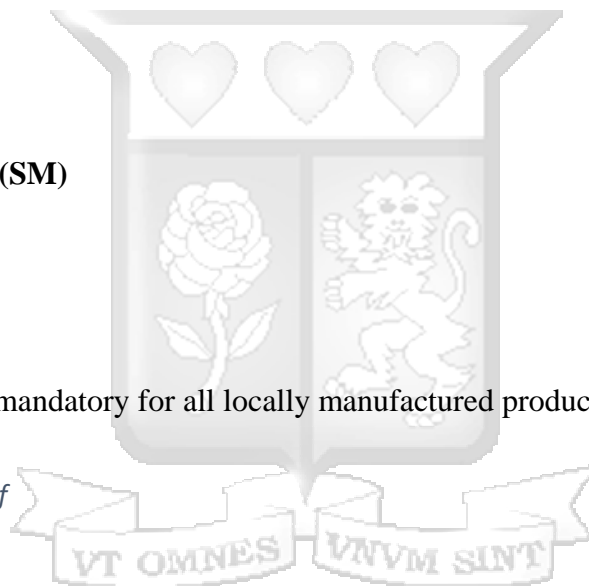 (SM)
mandatory for all locally manufactured produc
f
VT OMNES VNVM SINT